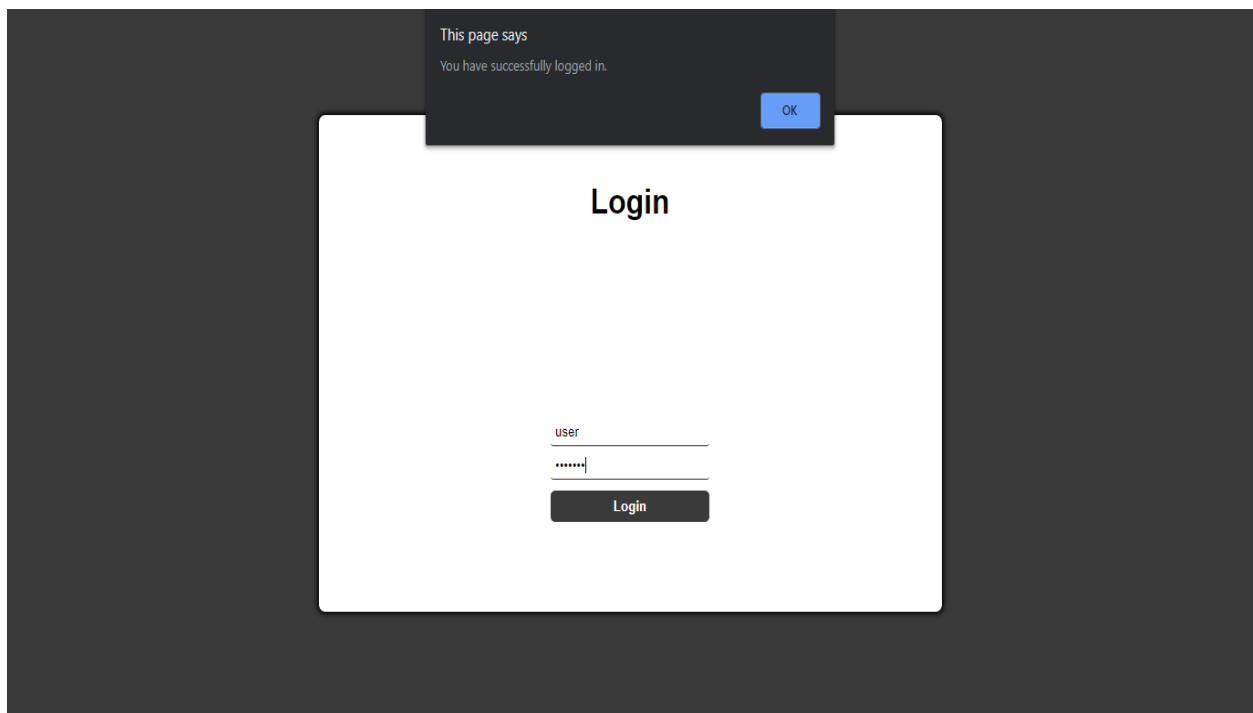 This page says
You have successfully logged in.
OK
Login
user
•••••••
Login